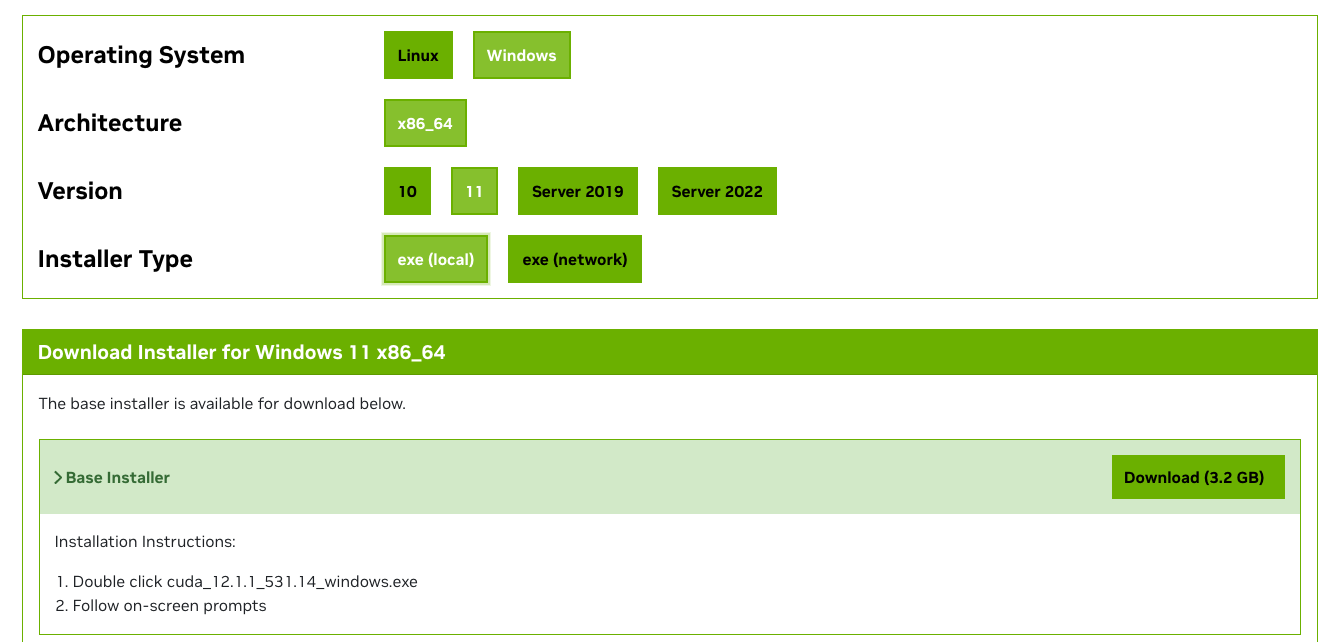 Operating System Linux Windows
Architecture x86_64
Version 10 11 Server 2019 Server 2022
Installer Type exe (local) exe (network)
Download Installer for Windows 11 x86_64
The base installer is available for download below.
Base Installer Download (3.2 GB)
Installation Instructions:
1. Double click cuda_12.1.1_531.14_windows.exe
2. Follow on-screen prompts